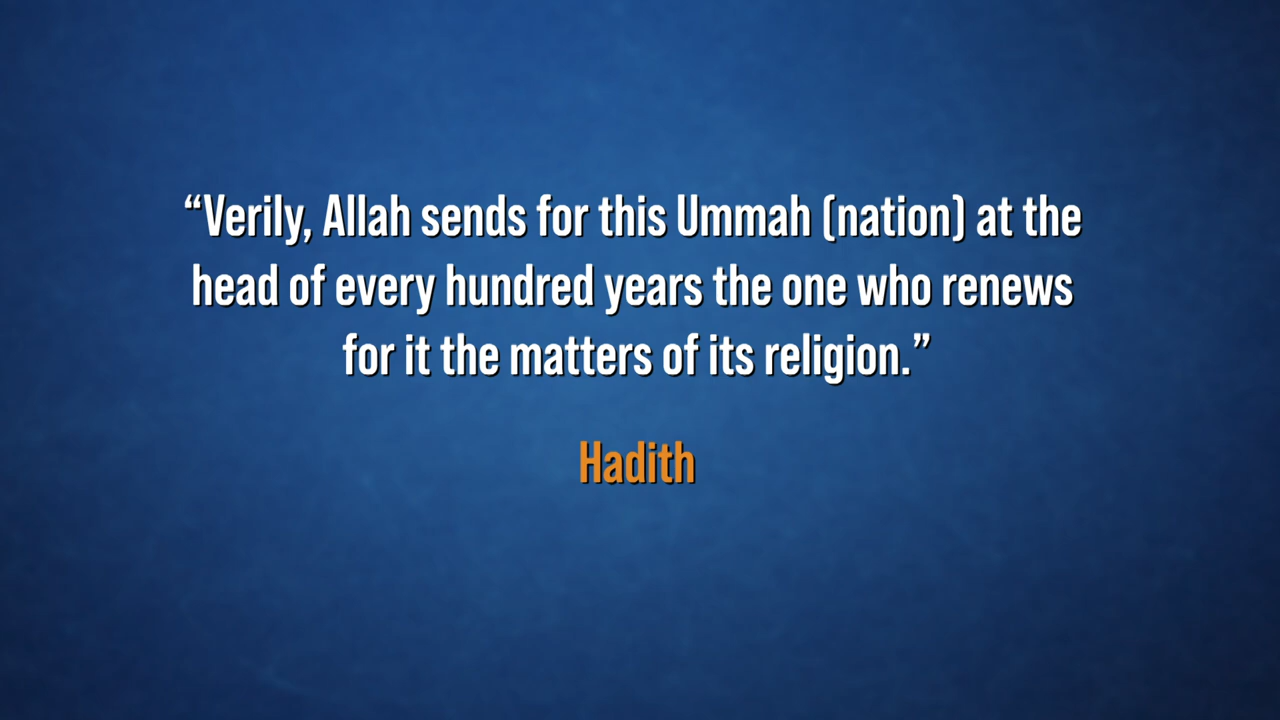 “Verily, Allah sends for this Ummah (nation) at the
head of every hundred years the one who renews
for it the matters of its religion.”
Hadith